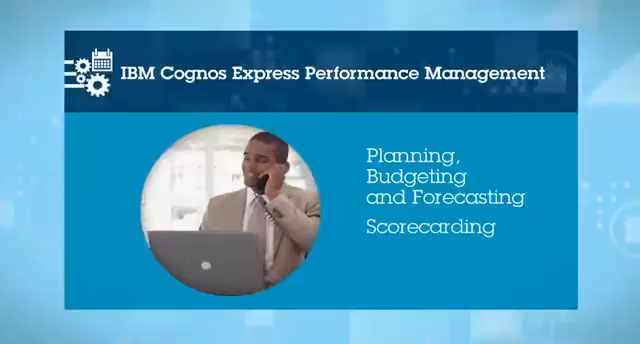 IBM Cognos Express Performance Management
Planning,
Budgeting
and Forecasting
Scorecarding